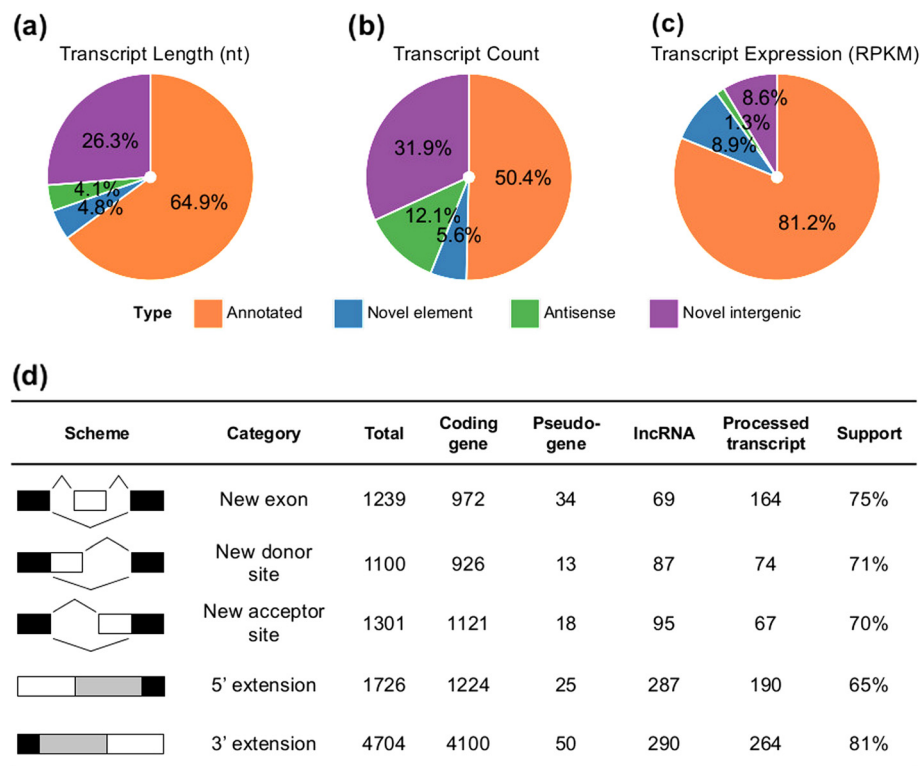 (a)
Transcript Length (nt)
26.3%
4.1%
4.8%
64.9%
(b)
Transcript Count
31.9%
50.4%
12.1%
5.6%
(c)
Transcript Expression (RPKM)
8.6%
1.3%
8.9%
81.2%
Type Annotated Novel element Antisense Novel intergenic
(d)
Scheme Category Total Coding gene Pseudo-gene lncRNA Processed transcript Support
New exon 1239 972 34 69 164 75%
New donor site 1100 926 13 87 74 71%
New acceptor site 1301 1121 18 95 67 70%
5' extension 1726 1224 25 287 190 65%
3' extension 4704 4100 50 290 264 81%